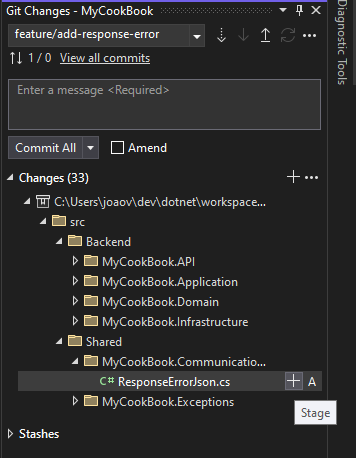 Git Changes - MyCookBook
feature/add-response-error
1 / 0 View all commits
Enter a message <Required>
Commit All Amend
Changes (33)
C:\Users\joaov\dev\dotnet\workspace...
src
Backend
MyCookBook.API
MyCookBook.Application
MyCookBook.Domain
MyCookBook.Infrastructure
Shared
MyCookBook.Communicatio...
C# ResponseErrorJson.cs A
MyCookBook.Exceptions
Stage
Stashes
Diagnostic Tools